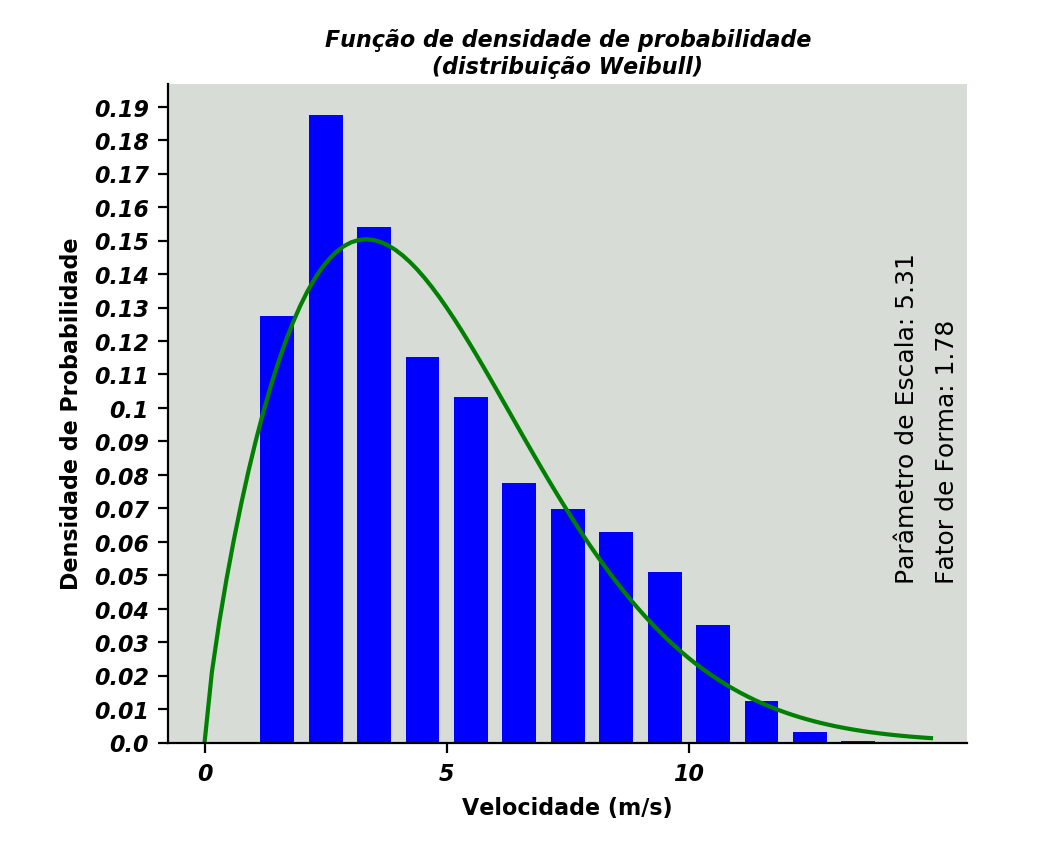 Função de densidade de probabilidade
(distribuição Weibull)
Densidade de Probabilidade
0.19
0.18
0.17
0.16
0.15
0.14
0.13
0.12
0.11
0.1
0.09
0.08
0.07
0.06
0.05
0.04
0.03
0.02
0.01
0.0
Parâmetro de Escala: 5.31
Fator de Forma: 1.78
0 5 10
Velocidade (m/s)